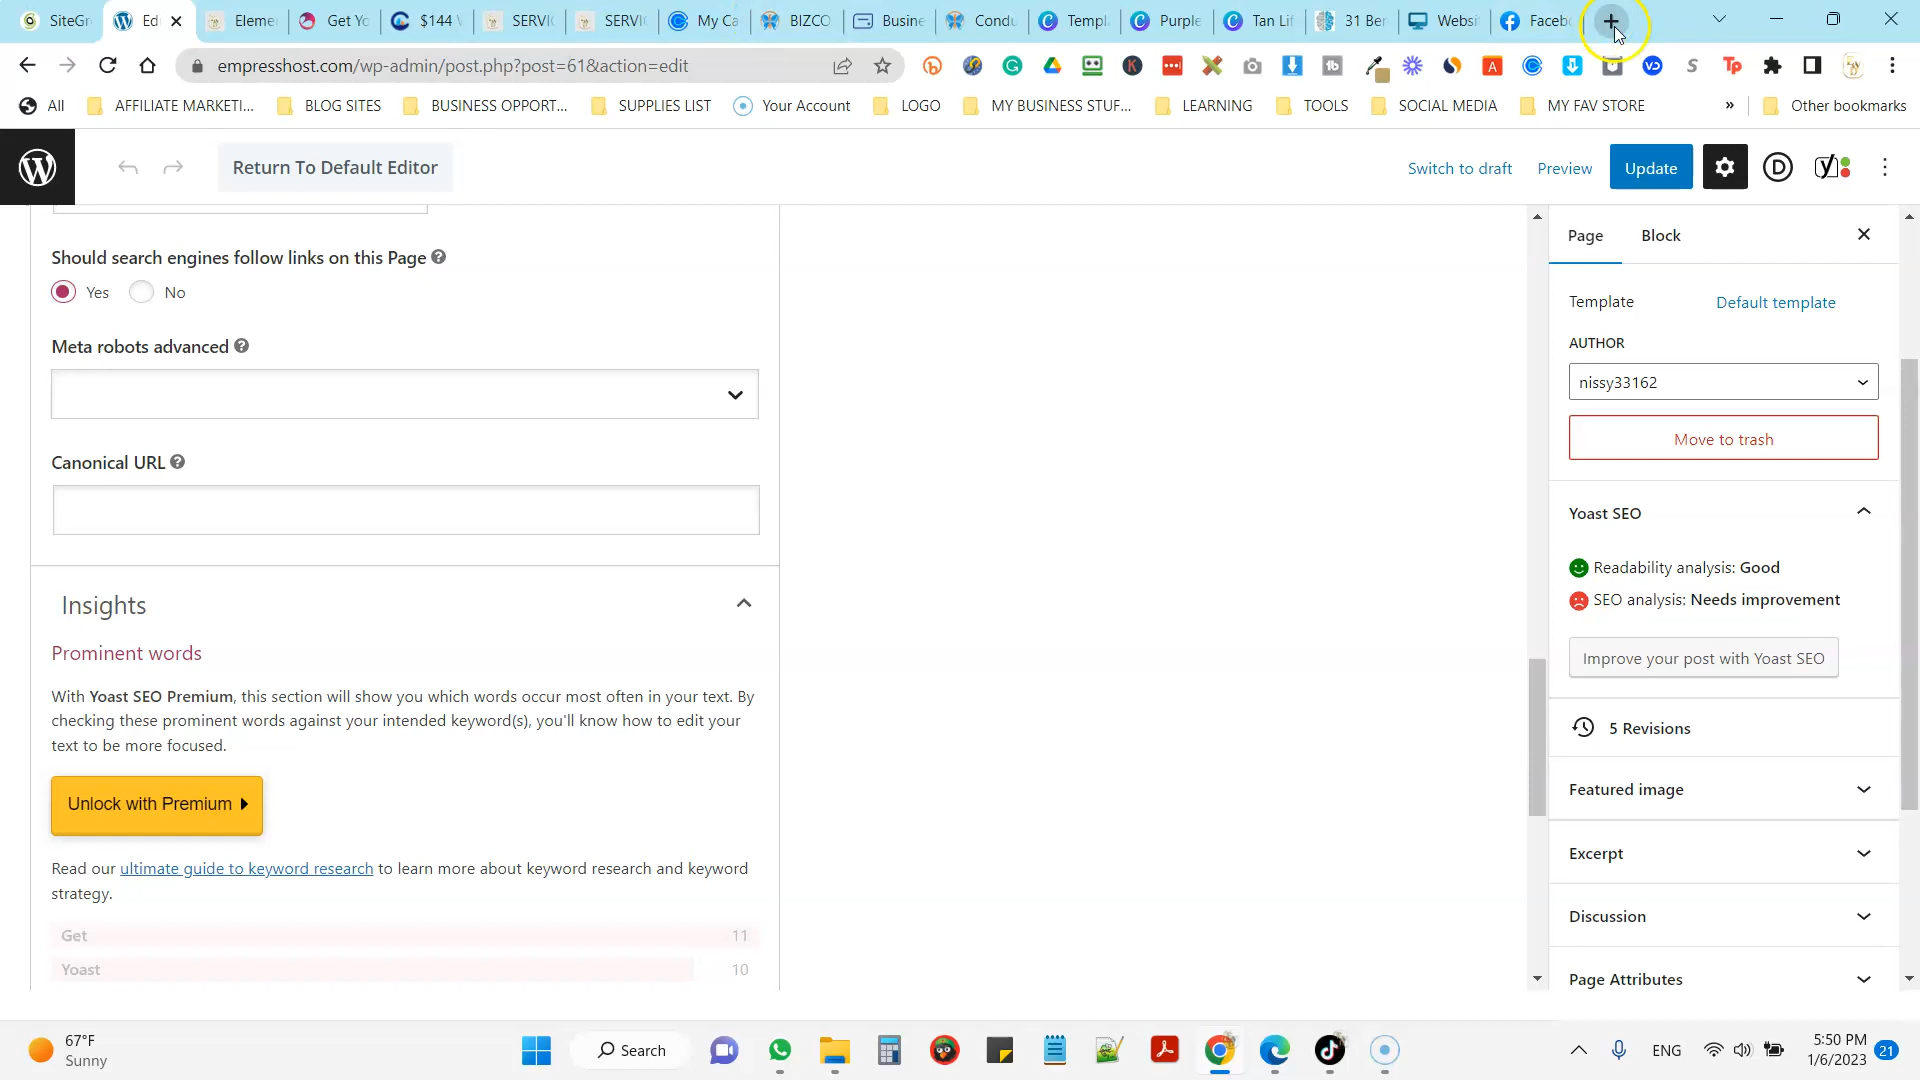 SiteGr
Ed
Eleme
Get Yo
$144
SERVIC
SERVIC
My Ca
BIZCO
Busine
Condu
Templ
Purple
Tan Lif
31 Ber
Websi
Facebo
empresshost.com/wp-admin/post.php?post=61&action=edit
All
AFFILIATE MARKETI...
BLOG SITES
BUSINESS OPPORT...
SUPPLIES LIST
Your Account
LOGO
MY BUSINESS STUF...
LEARNING
TOOLS
SOCIAL MEDIA
MY FAV STORE
»
Other bookmarks
Return To Default Editor
Switch to draft
Preview
Update
Should search engines follow links on this Page
Yes
No
Meta robots advanced
Canonical URL
Insights
Prominent words
With Yoast SEO Premium, this section will show you which words occur most often in your text. By
checking these prominent words against your intended keyword(s), you'll know how to edit your
text to be more focused.
Unlock with Premium
Read our ultimate guide to keyword research to learn more about keyword research and keyword
strategy.
Get 11
Yoast 10
Page
Block
Template
Default template
AUTHOR
nissy33162
Move to trash
Yoast SEO
Readability analysis: Good
SEO analysis: Needs improvement
Improve your post with Yoast SEO
5 Revisions
Featured image
Excerpt
Discussion
Page Attributes
67°F
Sunny
Search
ENG
5:50 PM
1/6/2023
21